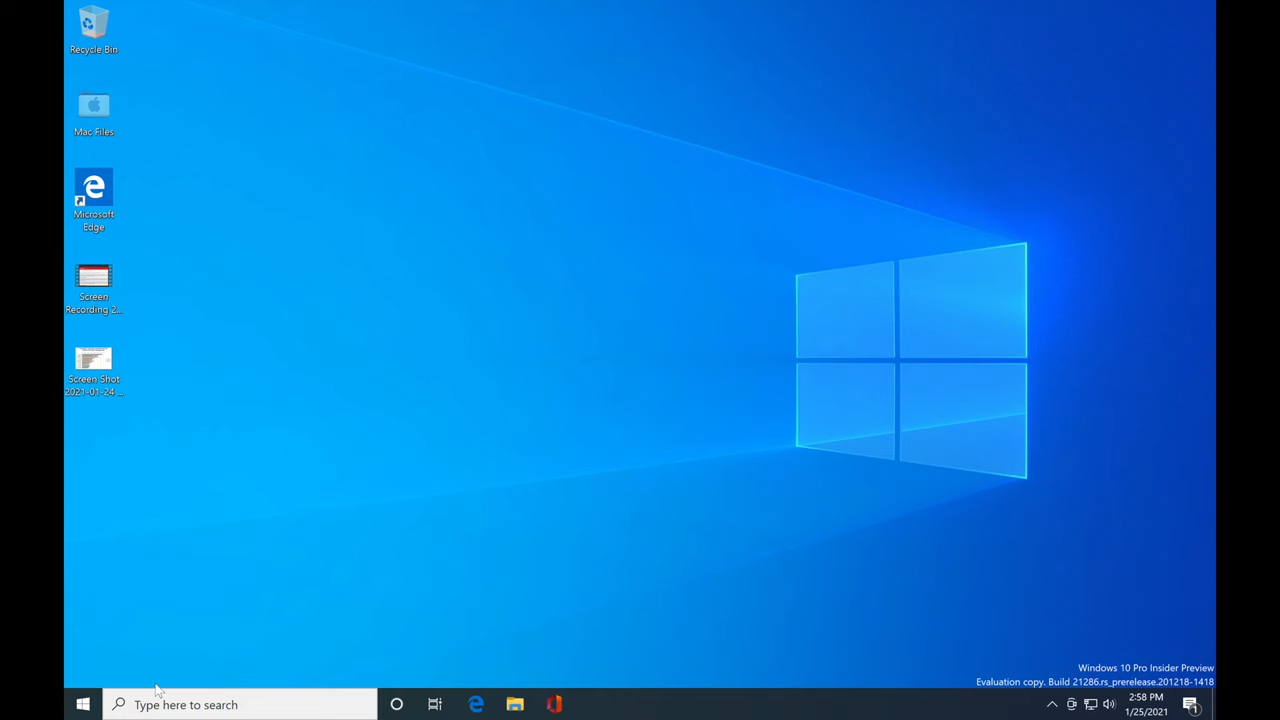 Recycle Bin
Mac Files
Microsoft
Edge
Screen
Recording 2...
Screen Shot
2021-01-24 ...
Windows 10 Pro Insider Preview
Evaluation copy. Build 21286.rs_prerelease.201218-1418
Type here to search
2:58 PM
1/25/2021
1